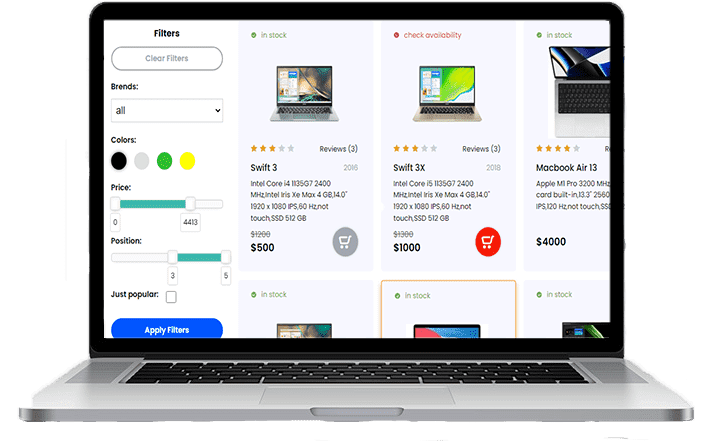 Filters
Clear Filters
Brends:
all
Colors:
Price:
0
4413
Position:
3
5
Just popular:
Apply Filters
in stock
Reviews (3)
Swift 3
2016
Intel Core i4 1135G7 2400
MHz,Intel Iris Xe Max 4 GB,14.0"
1920 x 1080 IPS,60 Hz,not
touch,SSD 512 GB
$1200
$500
check availability
Reviews (3)
Swift 3X
2018
Intel Core i5 1135G7 2400
MHz,Intel Iris Xe Max 4 GB,14.0"
1920 x 1080 IPS,60 Hz,not
touch,SSD 512 GB
$1300
$1000
in stock
Macbook Air 13
Apple M1 Pro 3200 MHz
card built-in,13.3" 2560
IPS,120 Hz,not touch,SSD
$4000
in stock
in stock
in stock